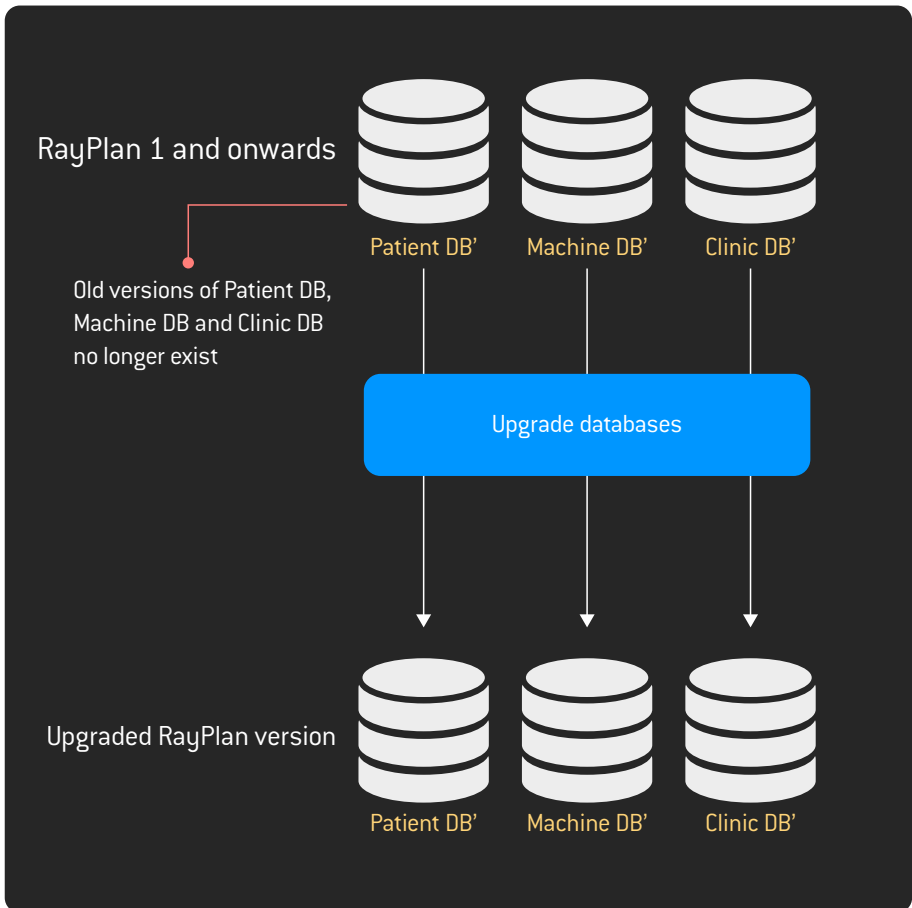 RayPlan 1 and onwards
Patient DB’
Machine DB’
Clinic DB’
Old versions of Patient DB,
Machine DB and Clinic DB
no longer exist
Upgrade databases
Upgraded RayPlan version
Patient DB’
Machine DB’
Clinic DB’